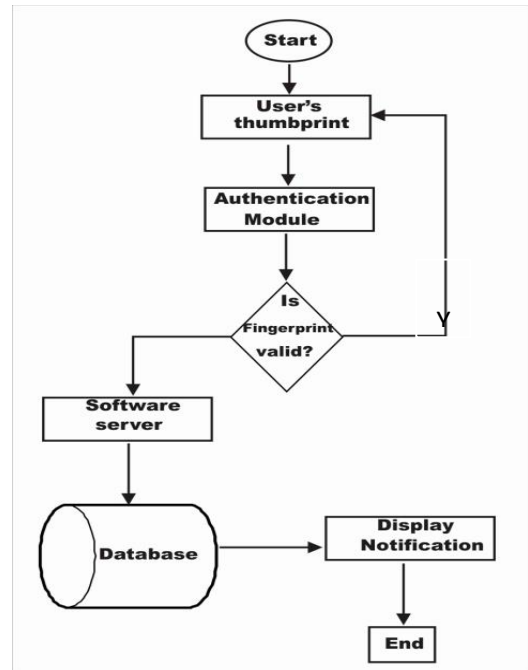 Start
User's
thumbprint
Authentication
Module
Is
Fingerprint
valid?
Y
Software
server
Database
Display
Notification
End